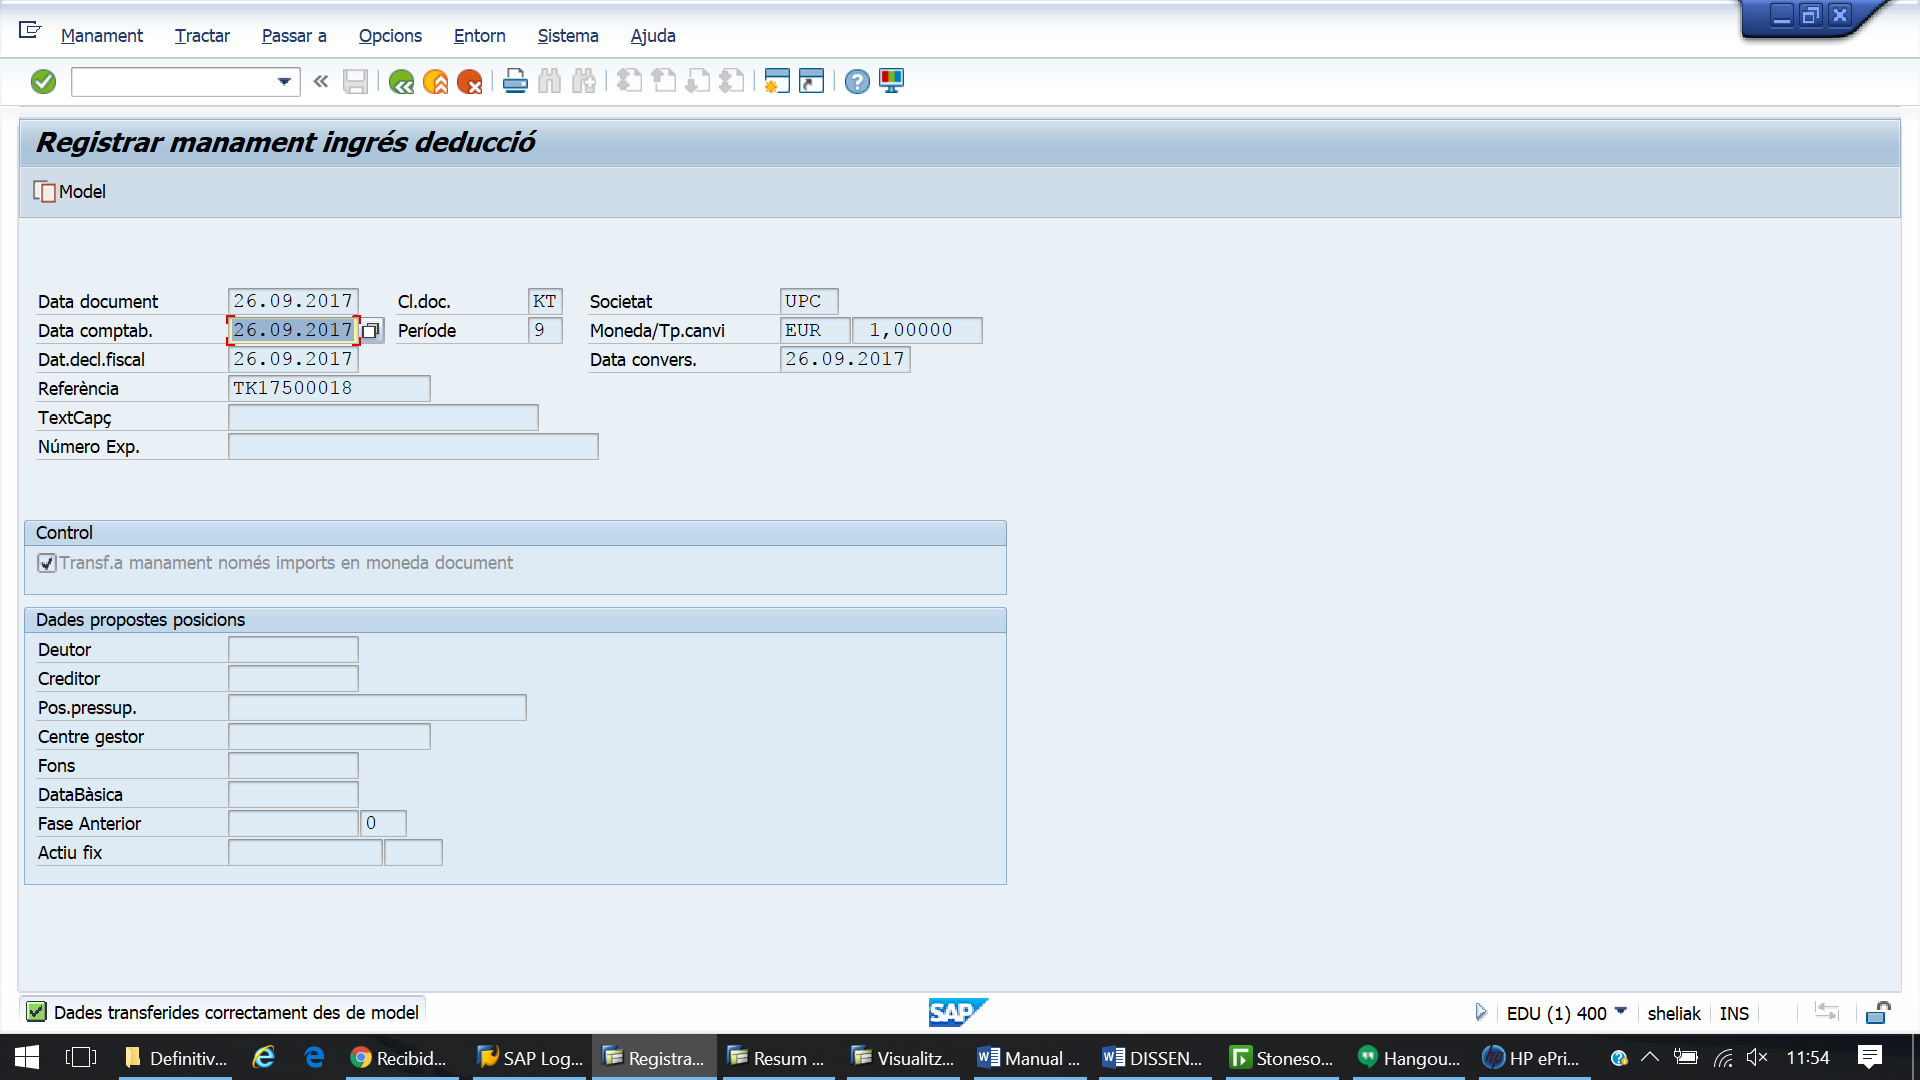 Manament Tractar Passar a Opcions Entorn Sistema Ajuda
Registrar manament ingrés deducció
Model
Data document 26.09.2017 Cl.doc. KT Societat UPC
Data comptab. 26.09.2017 Període 9 Moneda/Tp.canvi EUR 1,00000
Dat.decl.fiscal 26.09.2017 Data convers. 26.09.2017
Referència TK17500018
TextCapç
Número Exp.
Control
Transf.a manament només imports en moneda document
Dades propostes posicions
Deutor
Creditor
Pos.pressup.
Centre gestor
Fons
DataBàsica
Fase Anterior 0
Actiu fix
Dades transferides correctament des de model SAP EDU (1) 400 sheliak INS
Definitiv... Recibid... SAP Log... Registra... Resum ... Visualitz... Manual ... DISSEN... Stoneso... Hangou... HP ePri... 11:54